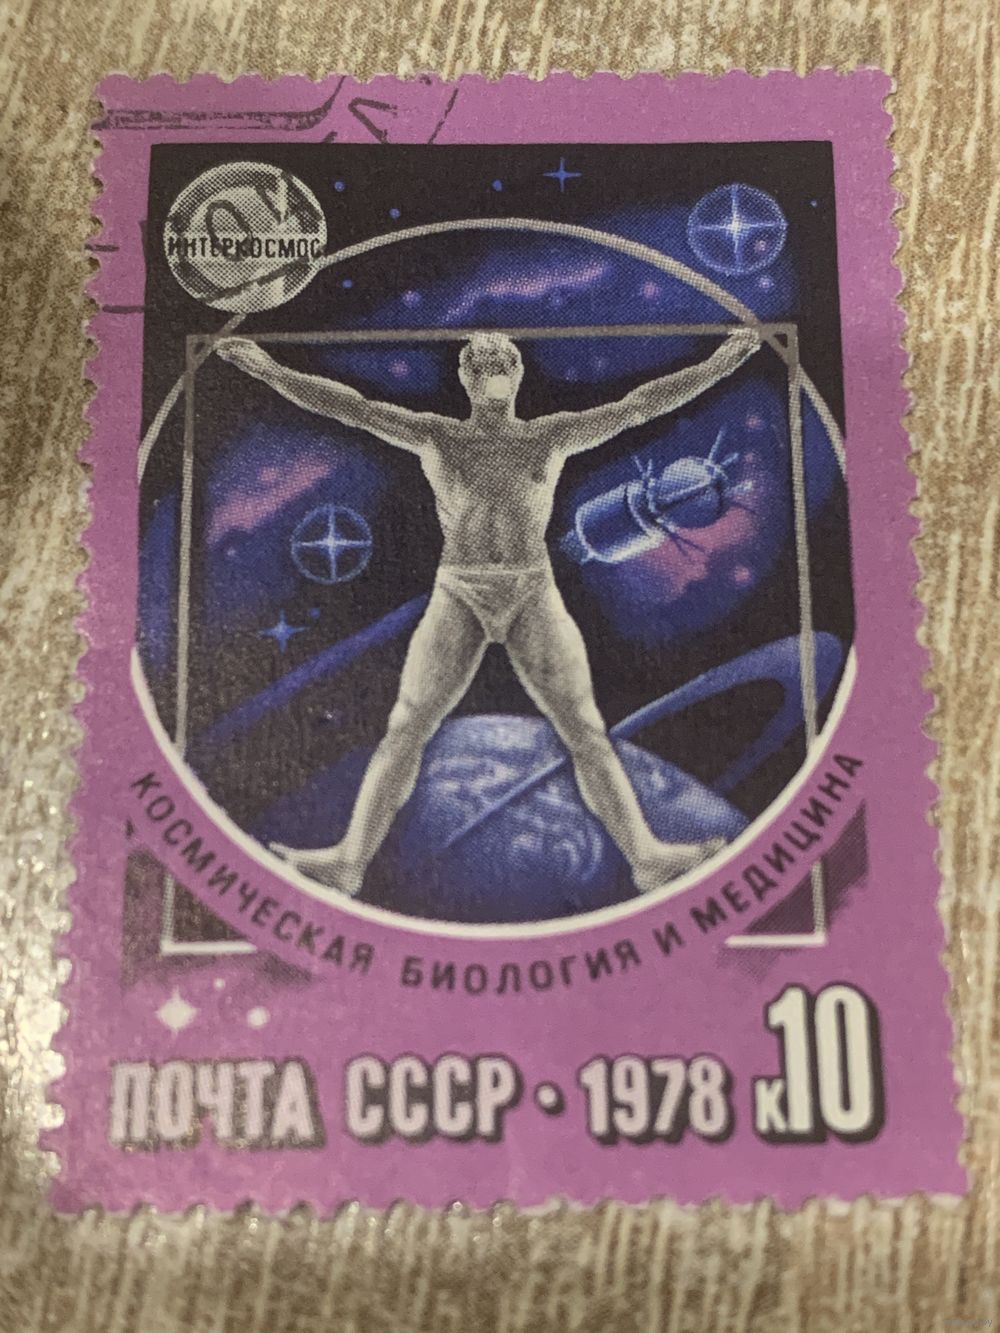 ИНТЕРКОСМОС
КОСМИЧЕСКАЯ БИОЛОГИЯ И МЕДИЦИНА
ПОЧТА СССР • 1978 к10